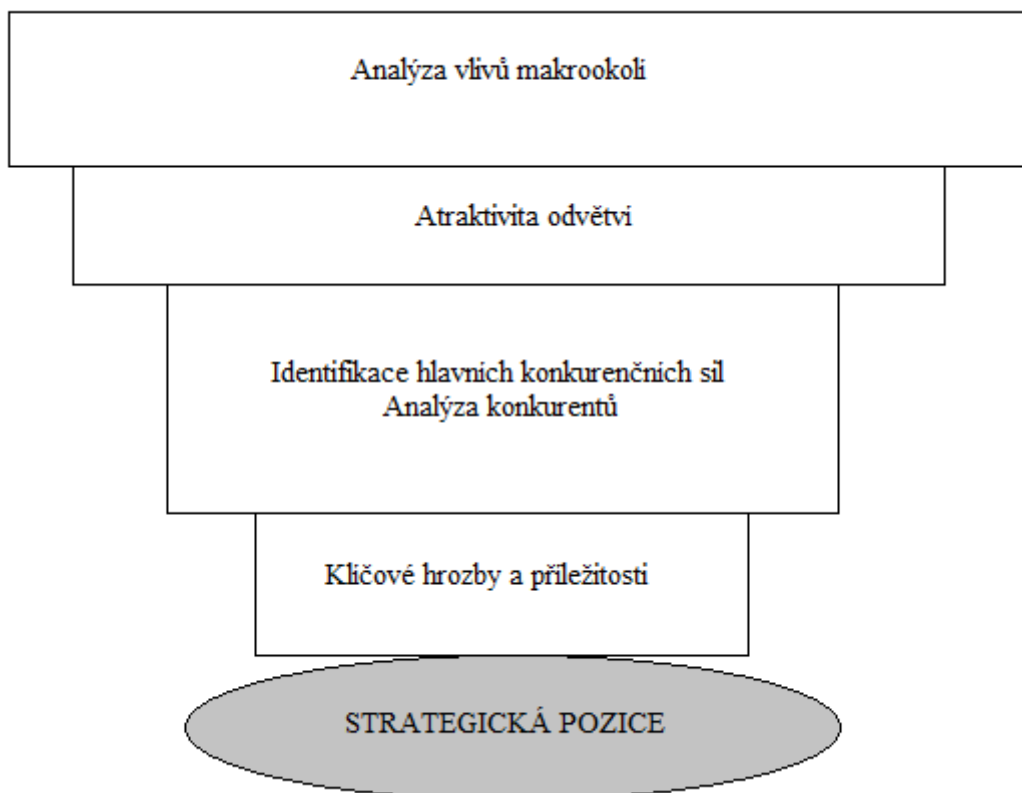 Analýza vlivů makrookolí
Atraktivita odvětví
Identifikace hlavních konkurenčních sil
Analýza konkurentů
Klíčové hrozby a příležitosti
STRATEGICKÁ POZICE